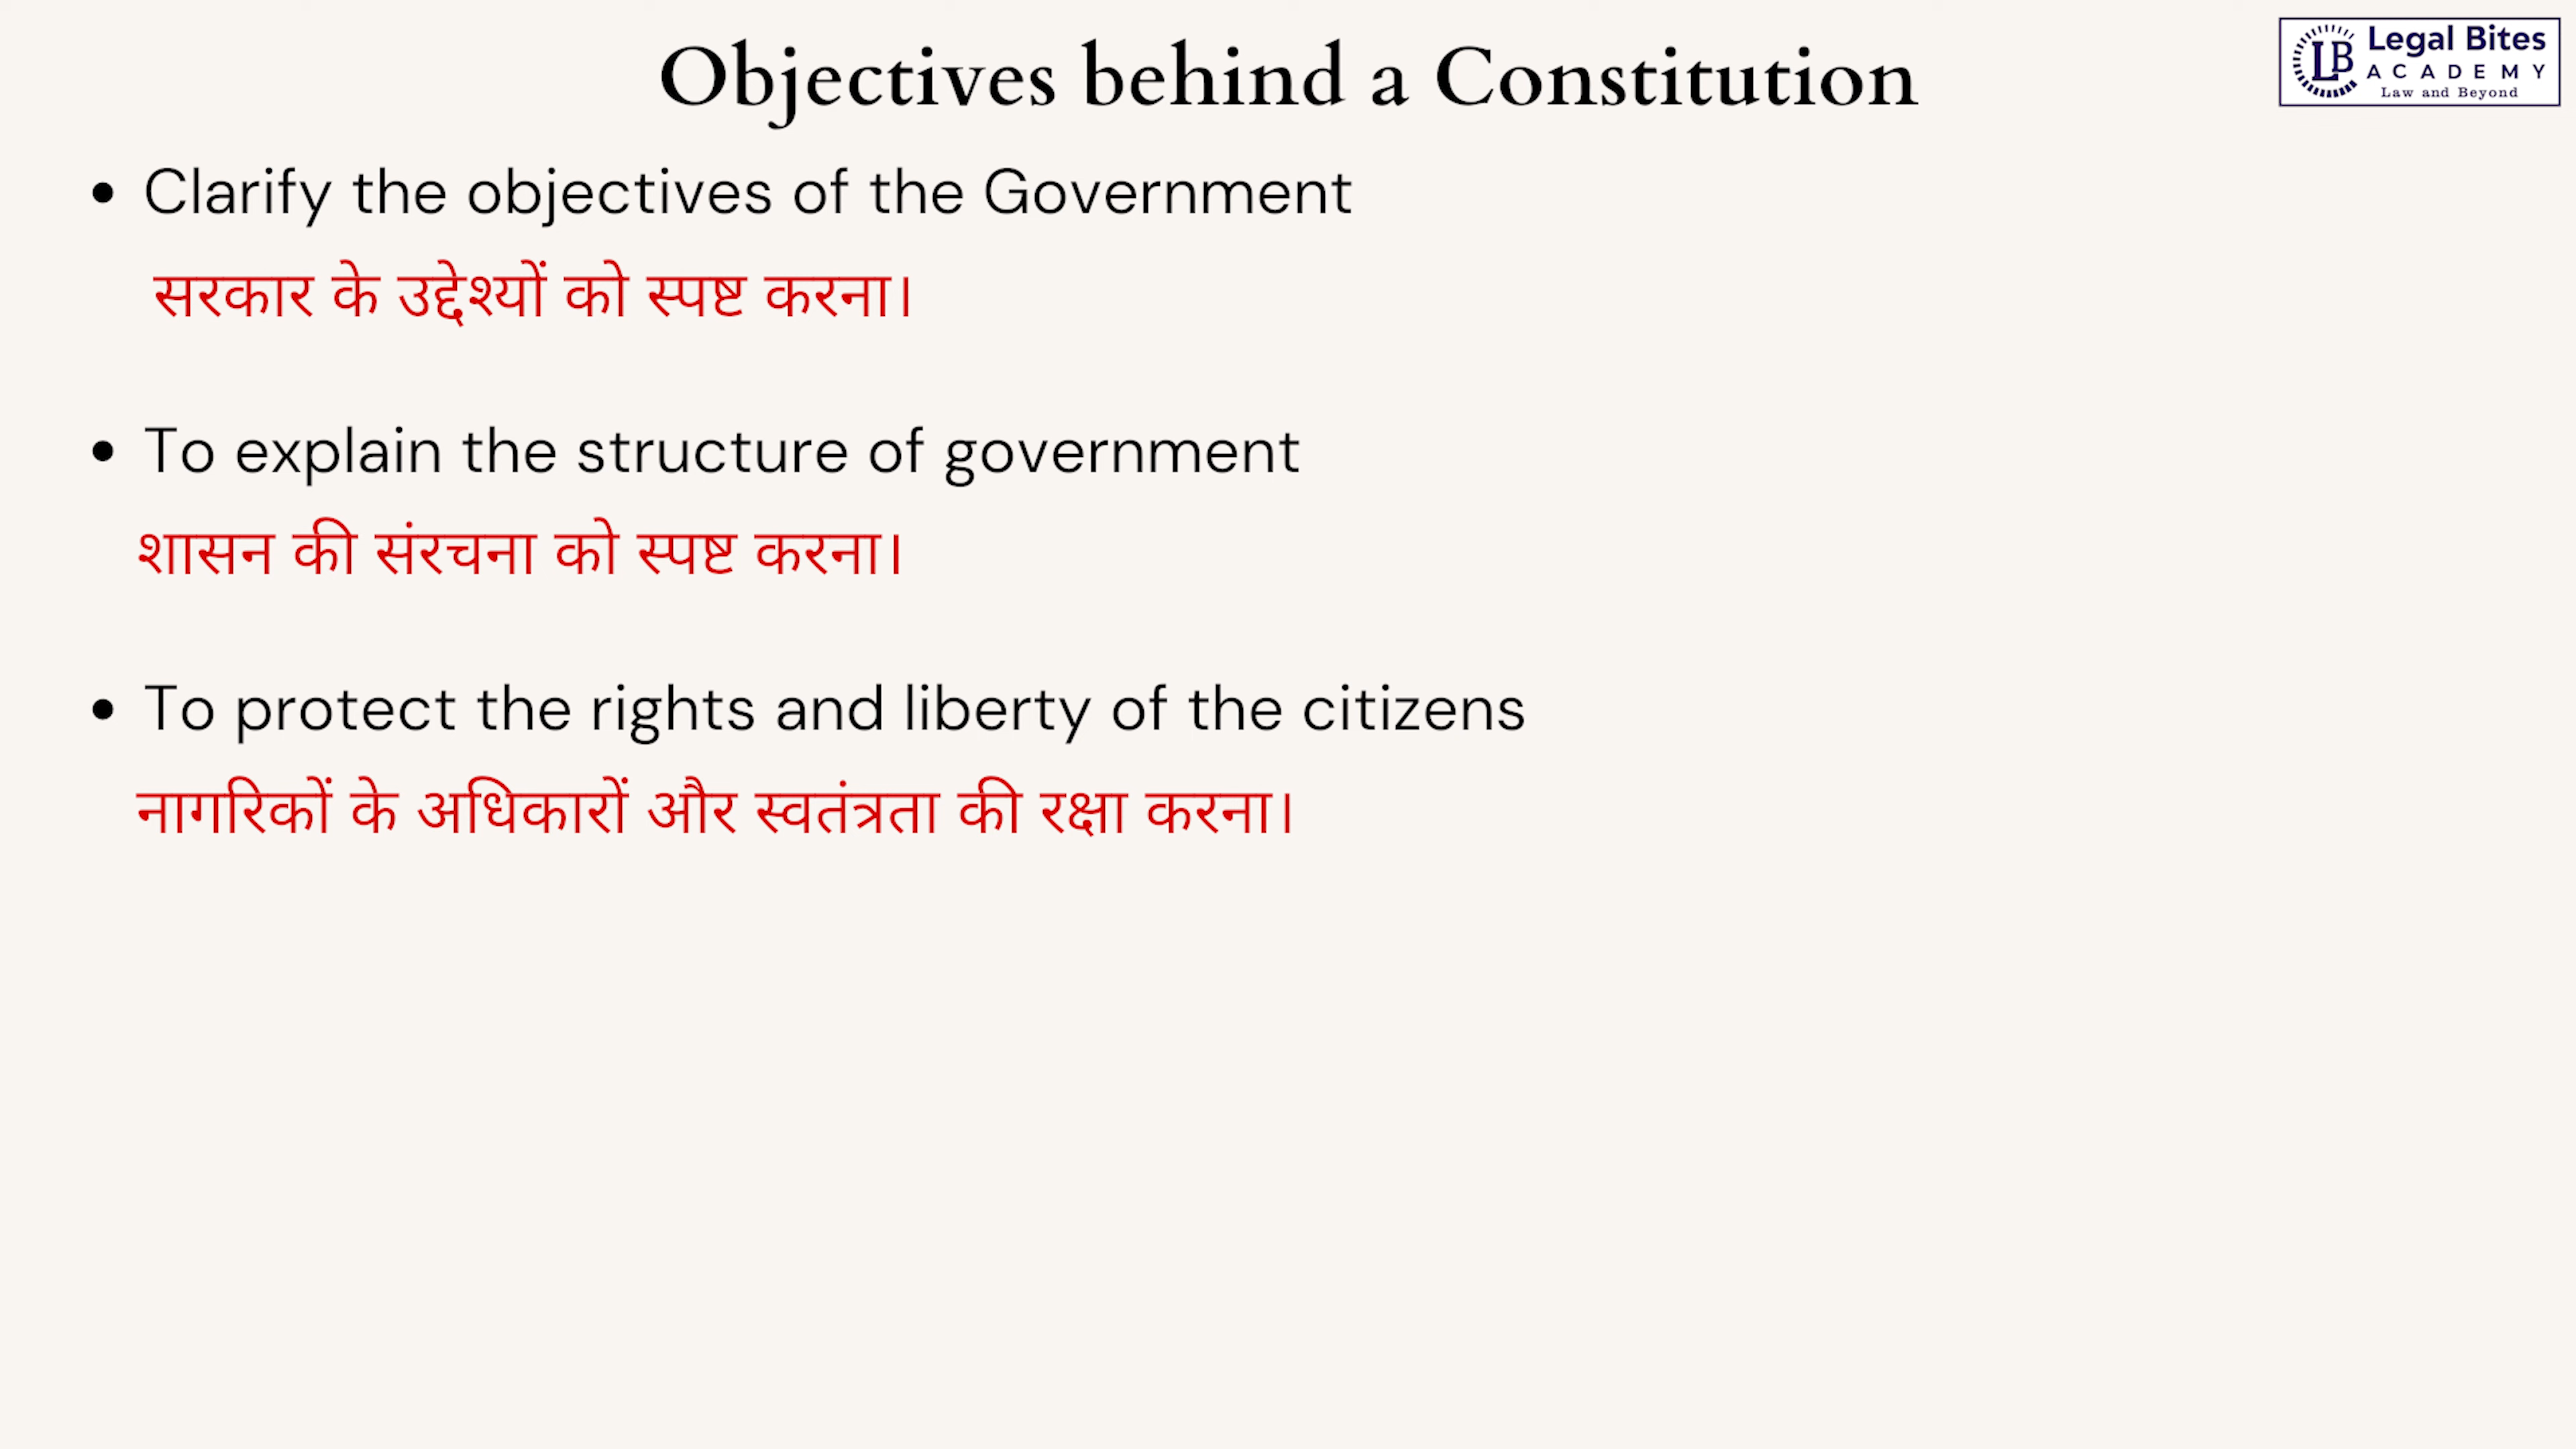 Objectives behind a Constitution
LB
Legal Bites
ACADEMY
Law and Beyond
• Clarify the objectives of the Government
सरकार के उद्देश्यों को स्पष्ट करना।
• To explain the structure of government
शासन की संरचना को स्पष्ट करना।
• To protect the rights and liberty of the citizens
नागरिकों के अधिकारों और स्वतंत्रता की रक्षा करना।